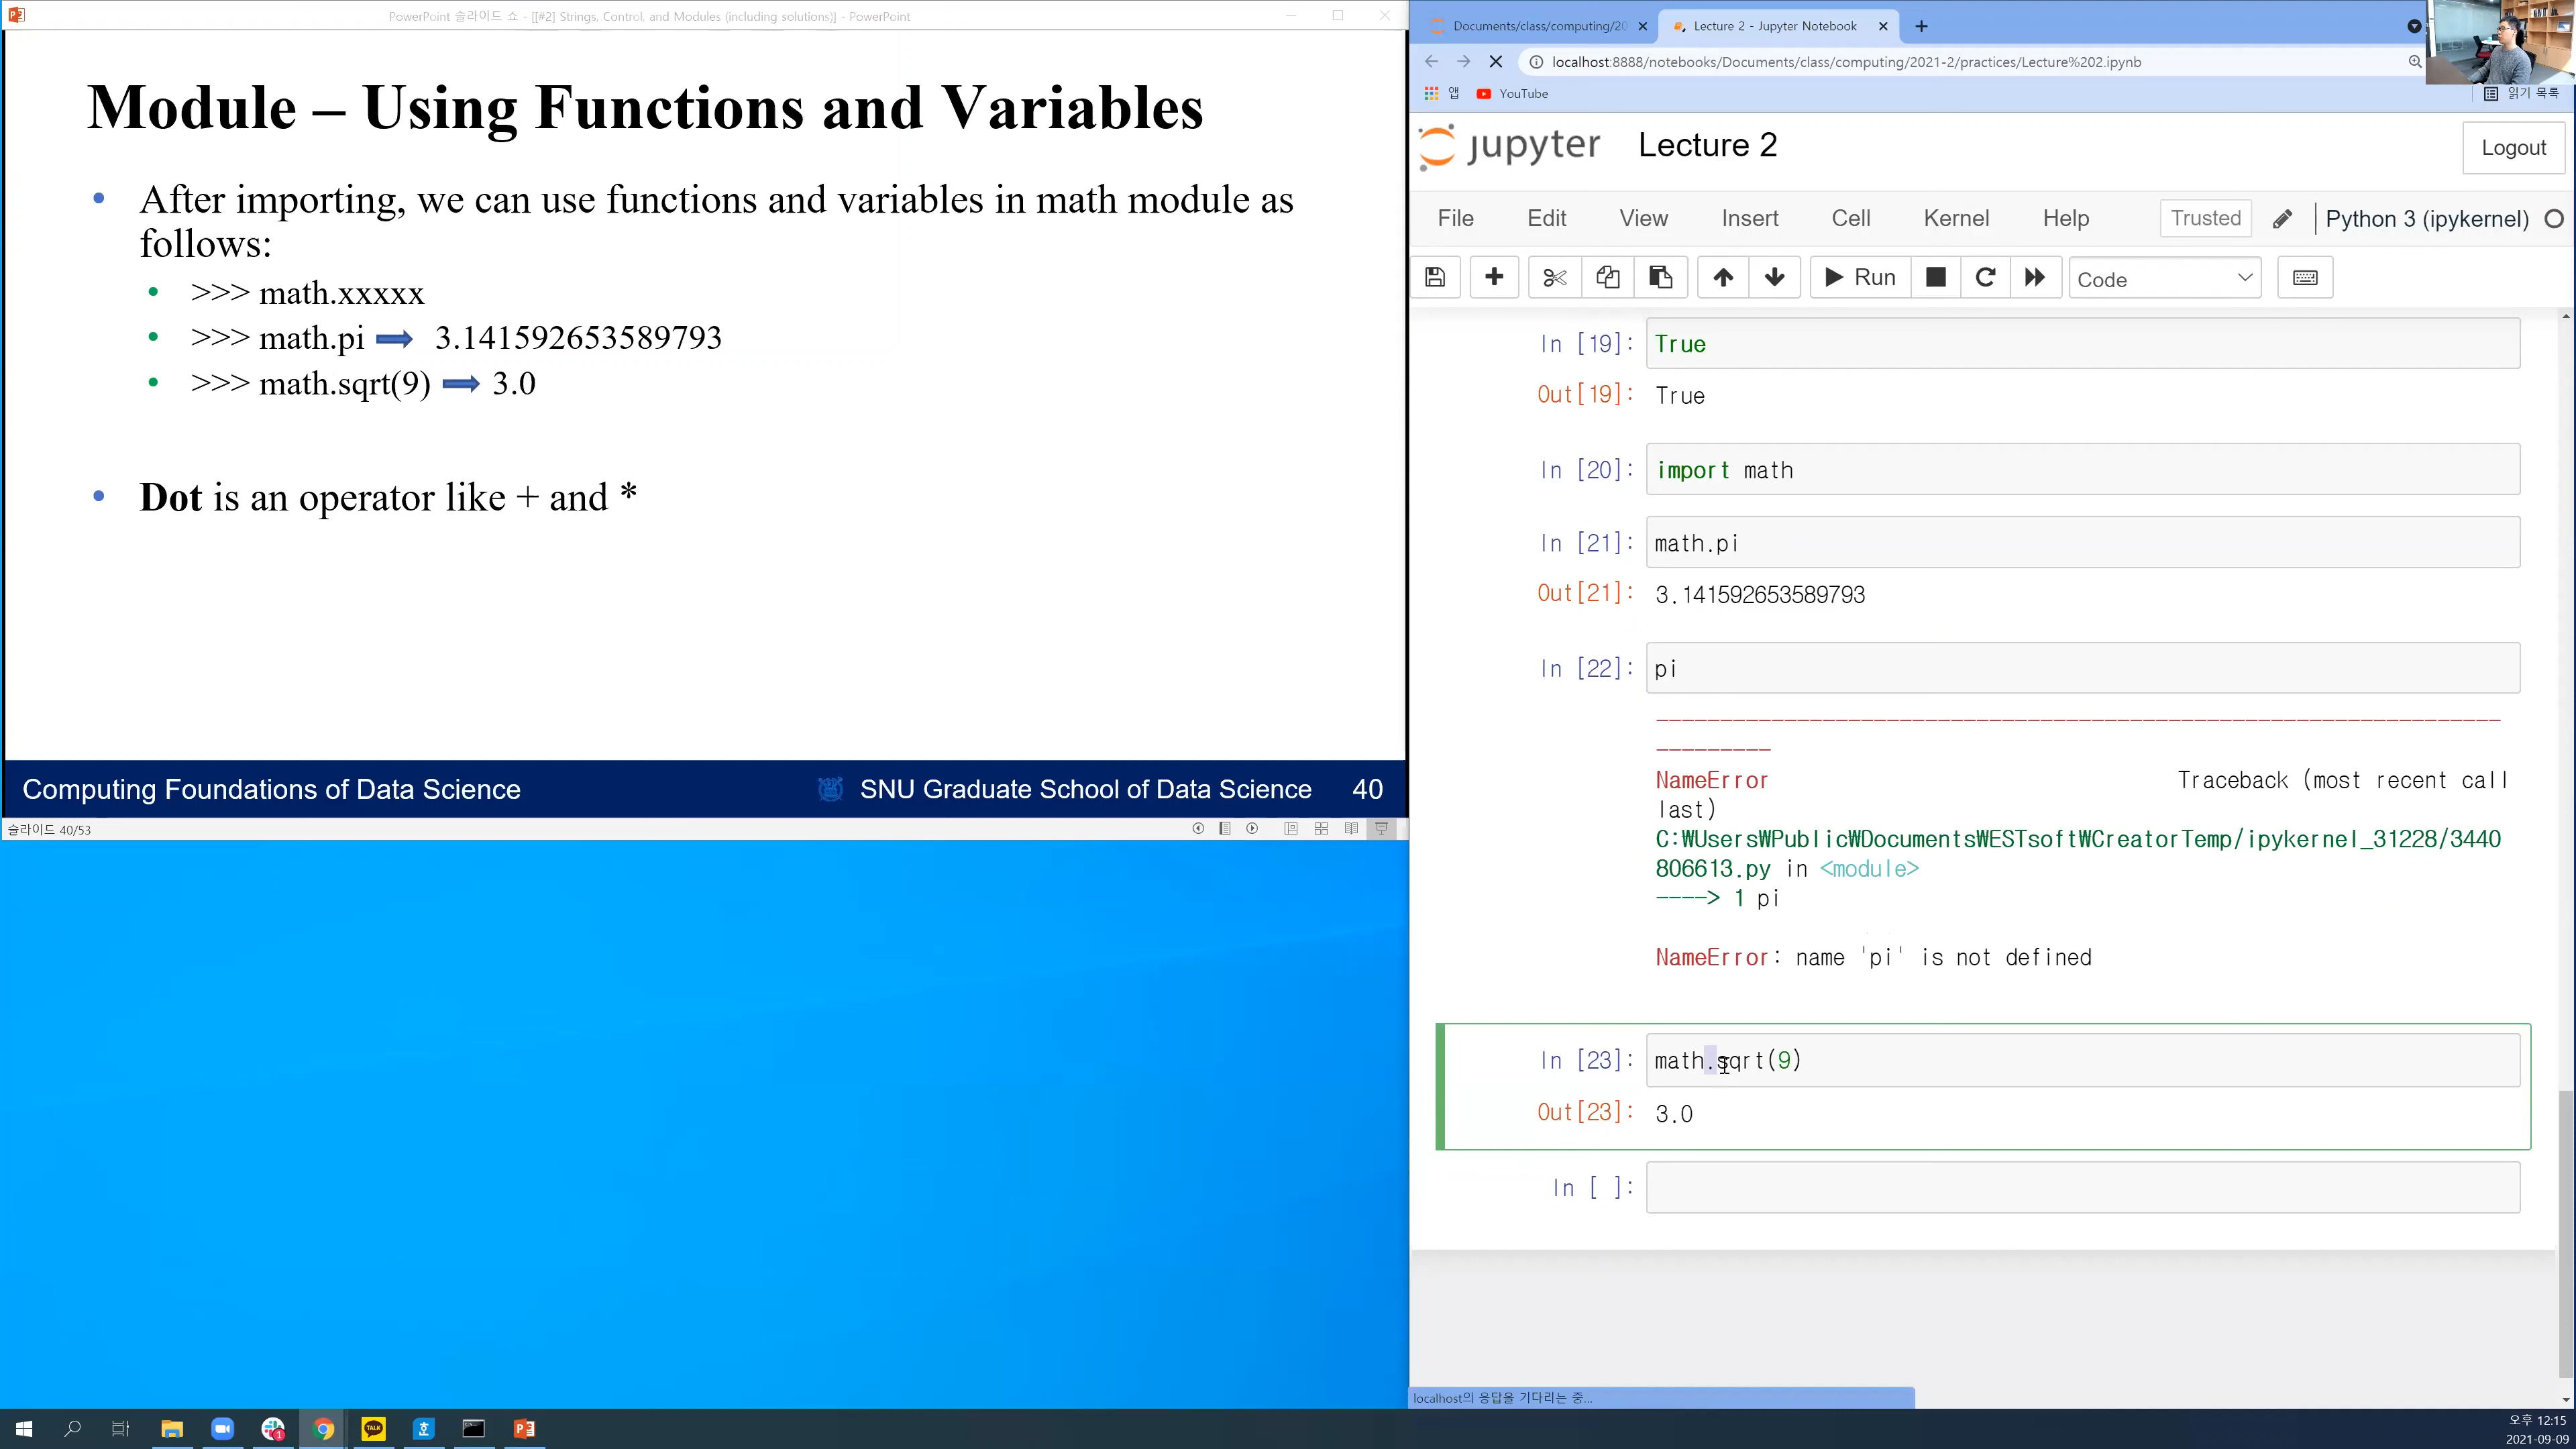 PowerPoint 슬라이드 쇼 - [[#2] Strings, Control, and Modules (including solutions)] - PowerPoint
Module – Using Functions and Variables
• After importing, we can use functions and variables in math module as
follows:
• >>> math.xxxxx
• >>> math.pi ➡ 3.141592653589793
• >>> math.sqrt(9) ➡ 3.0
• Dot is an operator like + and *
Computing Foundations of Data Science
SNU Graduate School of Data Science 40
슬라이드 40/53
Documents/class/computing/20
Lecture 2 - Jupyter Notebook
localhost:8888/notebooks/Documents/class/computing/2021-2/practices/Lecture%202.ipynb
앱 YouTube
읽기 목록
jupyter Lecture 2
Logout
File Edit View Insert Cell Kernel Help Trusted Python 3 (ipykernel)
Run Code
In [19]: True
Out[19]: True
In [20]: import math
In [21]: math.pi
Out[21]: 3.141592653589793
In [22]: pi
---------------------------------------------------------------------------
NameError Traceback (most recent call
last)
C:₩Users₩Public₩Documents₩ESTsoft₩CreatorTemp/ipykernel_31228/3440
806613.py in <module>
----> 1 pi
NameError: name 'pi' is not defined
In [23]: math.sqrt(9)
Out[23]: 3.0
In [ ]:
localhost의 응답을 기다리는 중...
TALK
1
오후 12:15
2021-09-09